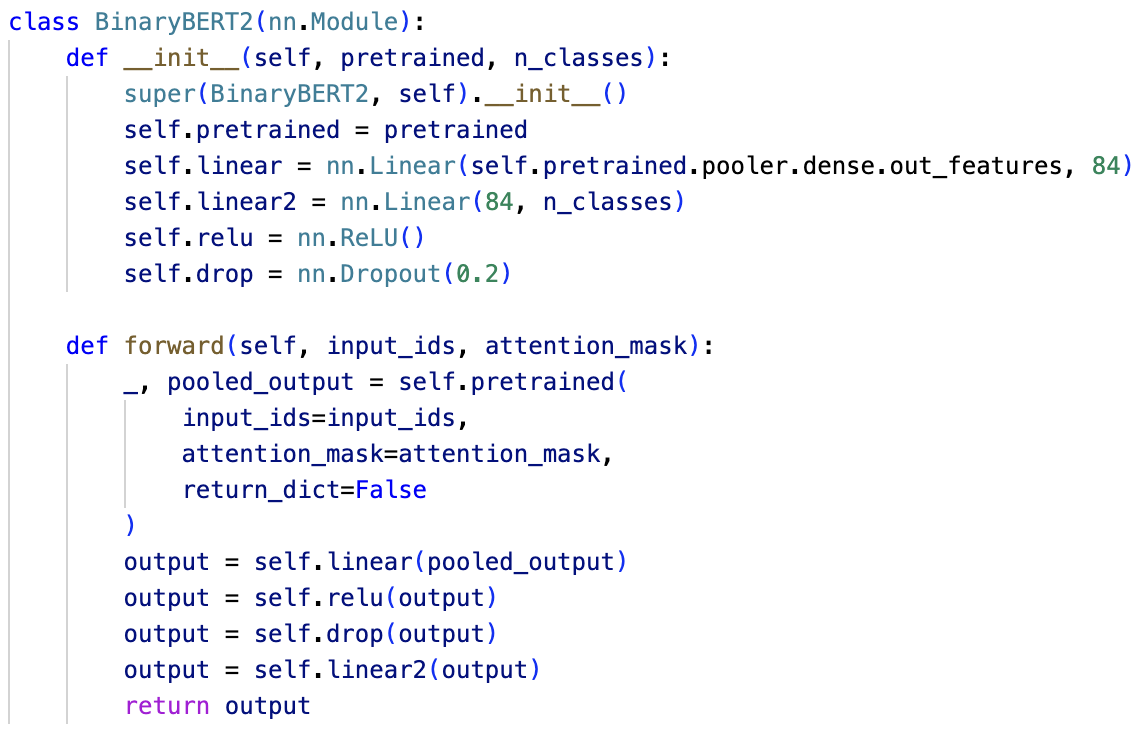 class BinaryBERT2(nn.Module):
    def __init__(self, pretrained, n_classes):
        super(BinaryBERT2, self).__init__()
        self.pretrained = pretrained
        self.linear = nn.Linear(self.pretrained.pooler.dense.out_features, 84)
        self.linear2 = nn.Linear(84, n_classes)
        self.relu = nn.ReLU()
        self.drop = nn.Dropout(0.2)

    def forward(self, input_ids, attention_mask):
        _, pooled_output = self.pretrained(
            input_ids=input_ids,
            attention_mask=attention_mask,
            return_dict=False
        )
        output = self.linear(pooled_output)
        output = self.relu(output)
        output = self.drop(output)
        output = self.linear2(output)
        return output